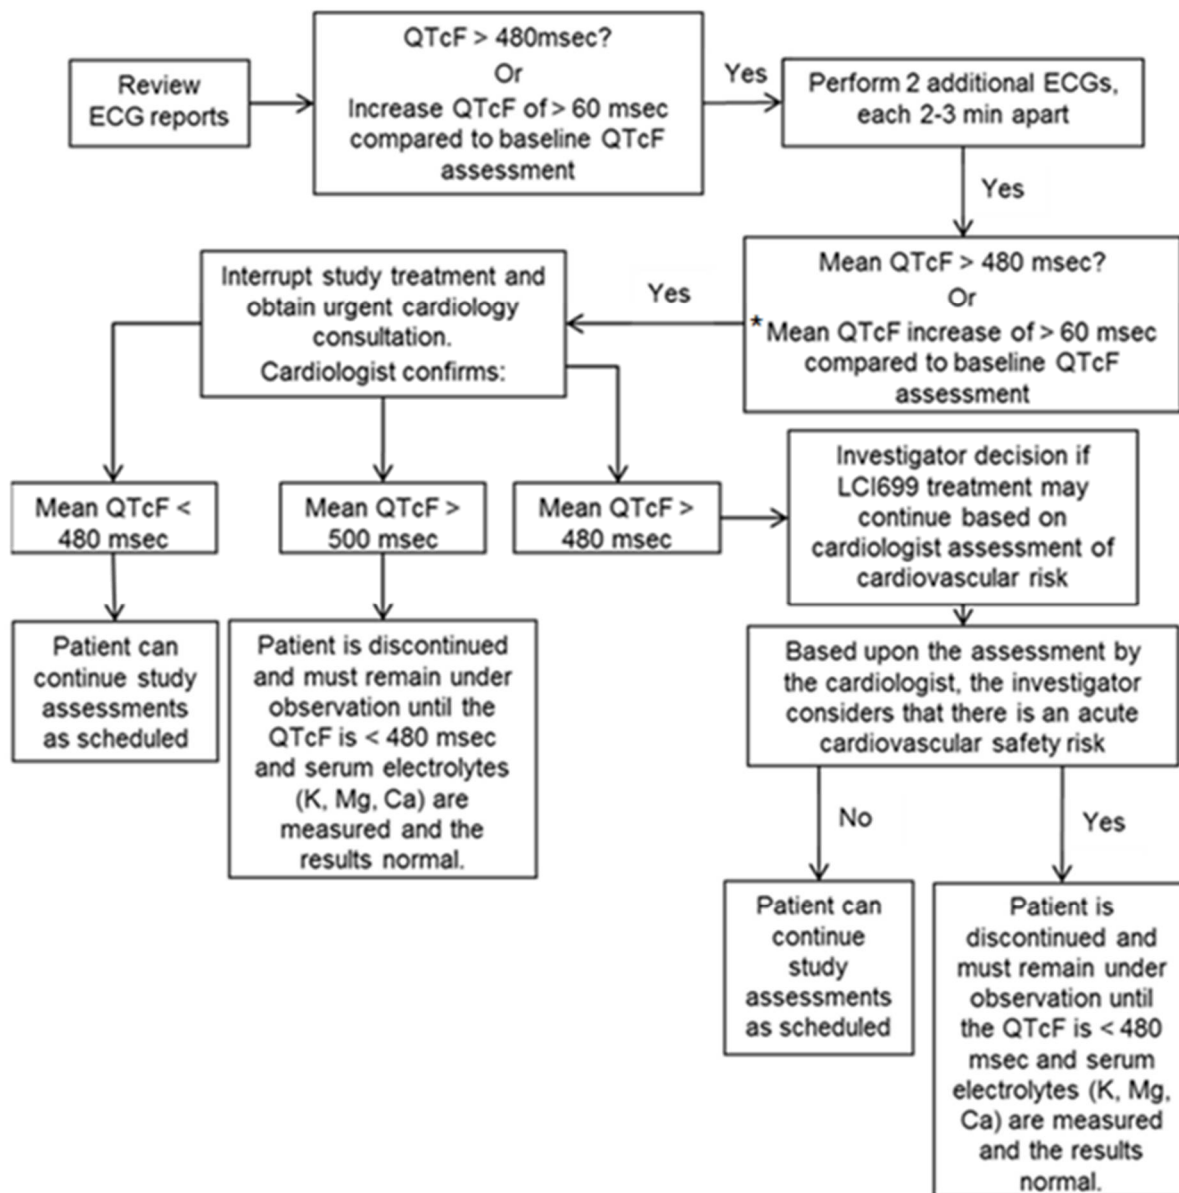 Review
ECG reports
QTcF > 480msec?
Or
Increase QTcF of > 60 msec
compared to baseline QTcF
assessment
Yes
Perform 2 additional ECGs,
each 2-3 min apart
Yes
Mean QTcF > 480 msec?
Or
*Mean QTcF increase of > 60 msec
compared to baseline QTcF
assessment
Yes
Interrupt study treatment and
obtain urgent cardiology
consultation.
Cardiologist confirms:
Mean QTcF <
480 msec
Mean QTcF >
500 msec
Mean QTcF >
480 msec
Investigator decision if
LCI699 treatment may
continue based on
cardiologist assessment of
cardiovascular risk
Patient can
continue study
assessments
as scheduled
Patient is discontinued
and must remain under
observation until the
QTcF is < 480 msec
and serum electrolytes
(K, Mg, Ca) are
measured and the
results normal.
Based upon the assessment by
the cardiologist, the investigator
considers that there is an acute
cardiovascular safety risk
No
Yes
Patient can
continue
study
assessments
as scheduled
Patient is
discontinued and
must remain under
observation until
the QTcF is < 480
msec and serum
electrolytes (K, Mg,
Ca) are measured
and the results
normal.